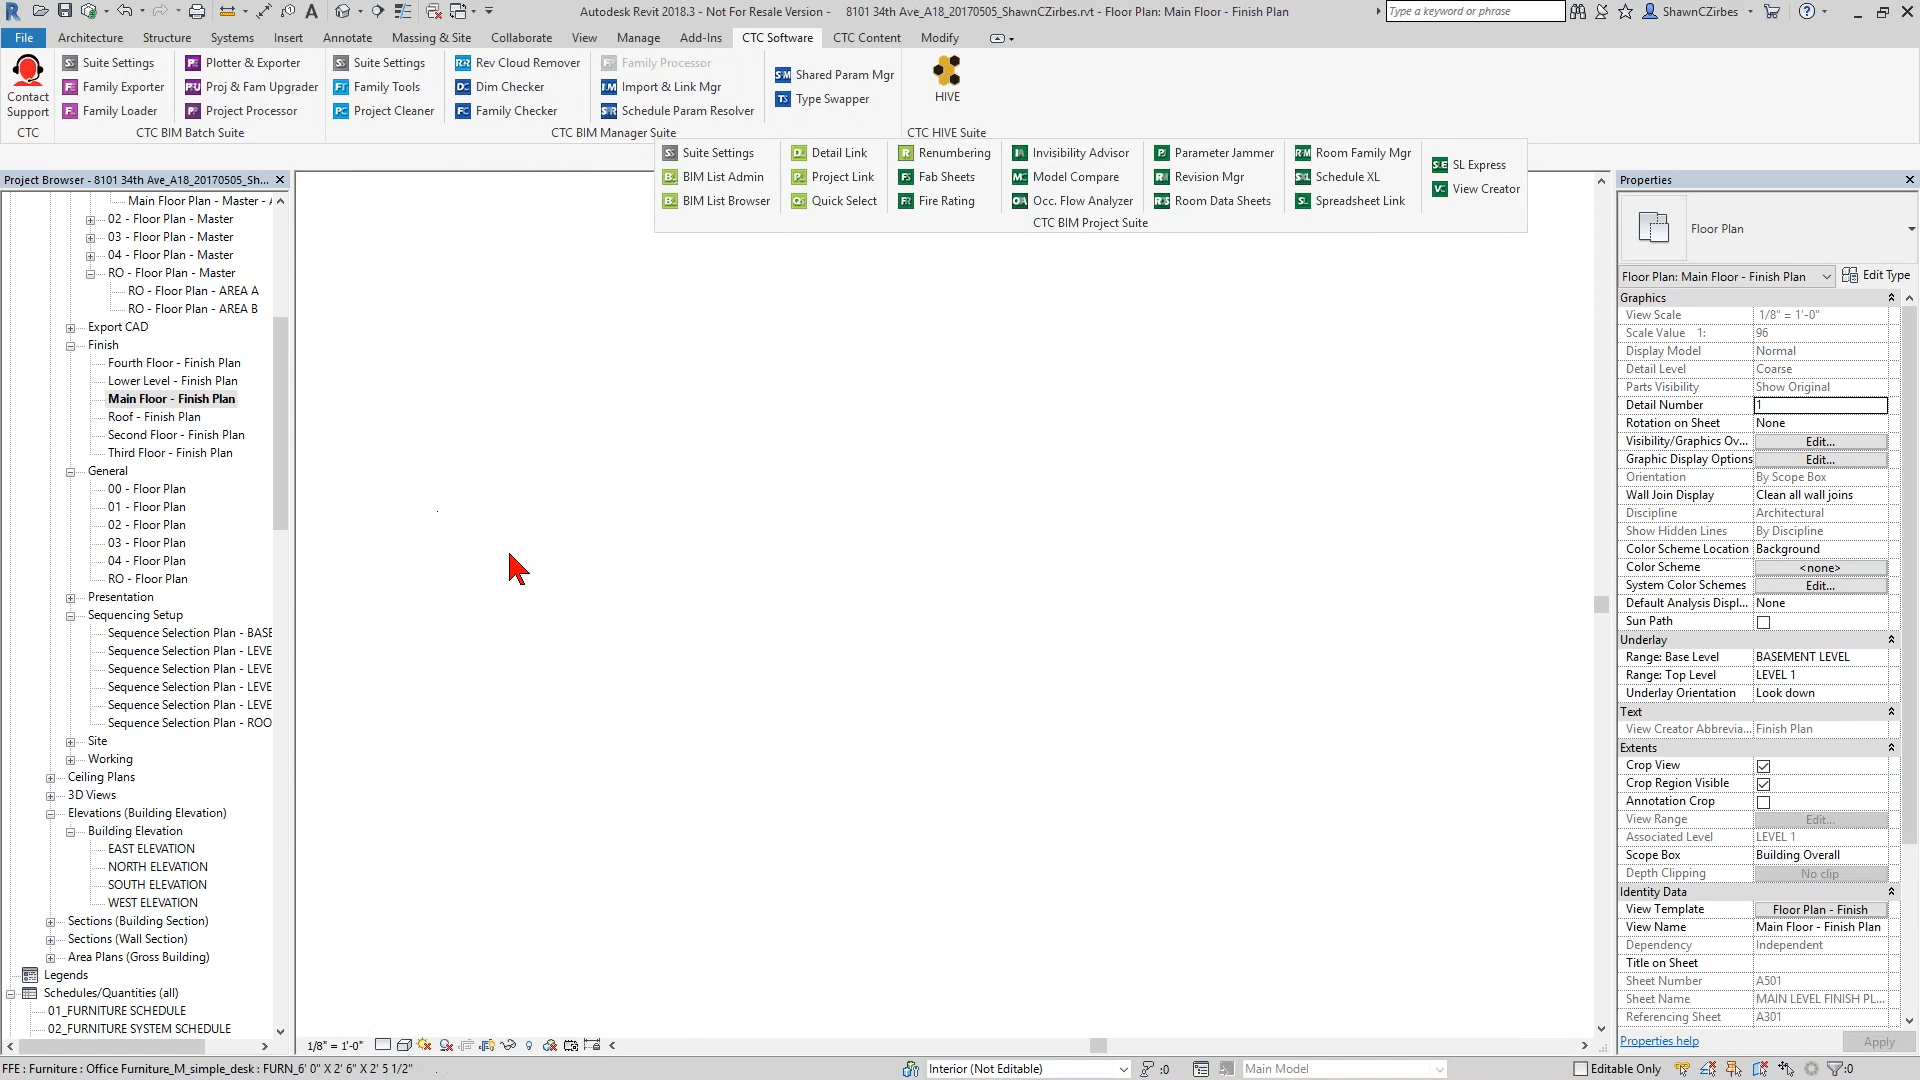 Autodesk Revit 2018.3 - Not For Resale Version - 8101 34th Ave_A18_20170505_ShawnCZirbes.rvt - Floor Plan: Main Floor - Finish Plan
Type a keyword or phrase
ShawnCZirbes
File Architecture Structure Systems Insert Annotate Massing & Site Collaborate View Manage Add-Ins CTC Software CTC Content Modify
Contact Support
CTC
Suite Settings
Family Exporter
Family Loader
Plotter & Exporter
Proj & Fam Upgrader
Project Processor
CTC BIM Batch Suite
Suite Settings
Family Tools
Project Cleaner
Rev Cloud Remover
Dim Checker
Family Checker
Family Processor
Import & Link Mgr
Schedule Param Resolver
Shared Param Mgr
Type Swapper
CTC BIM Manager Suite
HIVE
CTC HIVE Suite
Suite Settings
BIM List Admin
BIM List Browser
Detail Link
Project Link
Quick Select
Renumbering
Fab Sheets
Fire Rating
Invisibility Advisor
Model Compare
Occ. Flow Analyzer
Parameter Jammer
Revision Mgr
Room Data Sheets
Room Family Mgr
Schedule XL
Spreadsheet Link
SL Express
View Creator
CTC BIM Project Suite
Project Browser - 8101 34th Ave_A18_20170505_Sh...
Main Floor Plan - Master - A
02 - Floor Plan - Master
03 - Floor Plan - Master
04 - Floor Plan - Master
RO - Floor Plan - Master
RO - Floor Plan - AREA A
RO - Floor Plan - AREA B
Export CAD
Finish
Fourth Floor - Finish Plan
Lower Level - Finish Plan
Main Floor - Finish Plan
Roof - Finish Plan
Second Floor - Finish Plan
Third Floor - Finish Plan
General
00 - Floor Plan
01 - Floor Plan
02 - Floor Plan
03 - Floor Plan
04 - Floor Plan
RO - Floor Plan
Presentation
Sequencing Setup
Sequence Selection Plan - BASE
Sequence Selection Plan - LEVE
Sequence Selection Plan - LEVE
Sequence Selection Plan - LEVE
Sequence Selection Plan - LEVE
Sequence Selection Plan - ROO
Site
Working
Ceiling Plans
3D Views
Elevations (Building Elevation)
Building Elevation
EAST ELEVATION
NORTH ELEVATION
SOUTH ELEVATION
WEST ELEVATION
Sections (Building Section)
Sections (Wall Section)
Area Plans (Gross Building)
Legends
Schedules/Quantities (all)
01_FURNITURE SCHEDULE
02_FURNITURE SYSTEM SCHEDULE
Properties
Floor Plan
Floor Plan: Main Floor - Finish Plan Edit Type
Graphics
View Scale 1/8" = 1'-0"
Scale Value 1: 96
Display Model Normal
Detail Level Coarse
Parts Visibility Show Original
Detail Number 1
Rotation on Sheet None
Visibility/Graphics Ov... Edit...
Graphic Display Options Edit...
Orientation By Scope Box
Wall Join Display Clean all wall joins
Discipline Architectural
Show Hidden Lines By Discipline
Color Scheme Location Background
Color Scheme <none>
System Color Schemes Edit...
Default Analysis Displ... None
Sun Path
Underlay
Range: Base Level BASEMENT LEVEL
Range: Top Level LEVEL 1
Underlay Orientation Look down
Text
View Creator Abbrevia... Finish Plan
Extents
Crop View
Crop Region Visible
Annotation Crop
View Range Edit...
Associated Level LEVEL 1
Scope Box Building Overall
Depth Clipping No clip
Identity Data
View Template Floor Plan - Finish
View Name Main Floor - Finish Plan
Dependency Independent
Title on Sheet
Sheet Number A501
Sheet Name MAIN LEVEL FINISH PL...
Referencing Sheet A301
Properties help Apply
1/8" = 1'-0"
FFE : Furniture : Office Furniture_M_simple_desk : FURN_6' 0" X 2' 6" X 2' 5 1/2"
Interior (Not Editable) :0 Main Model Editable Only :0